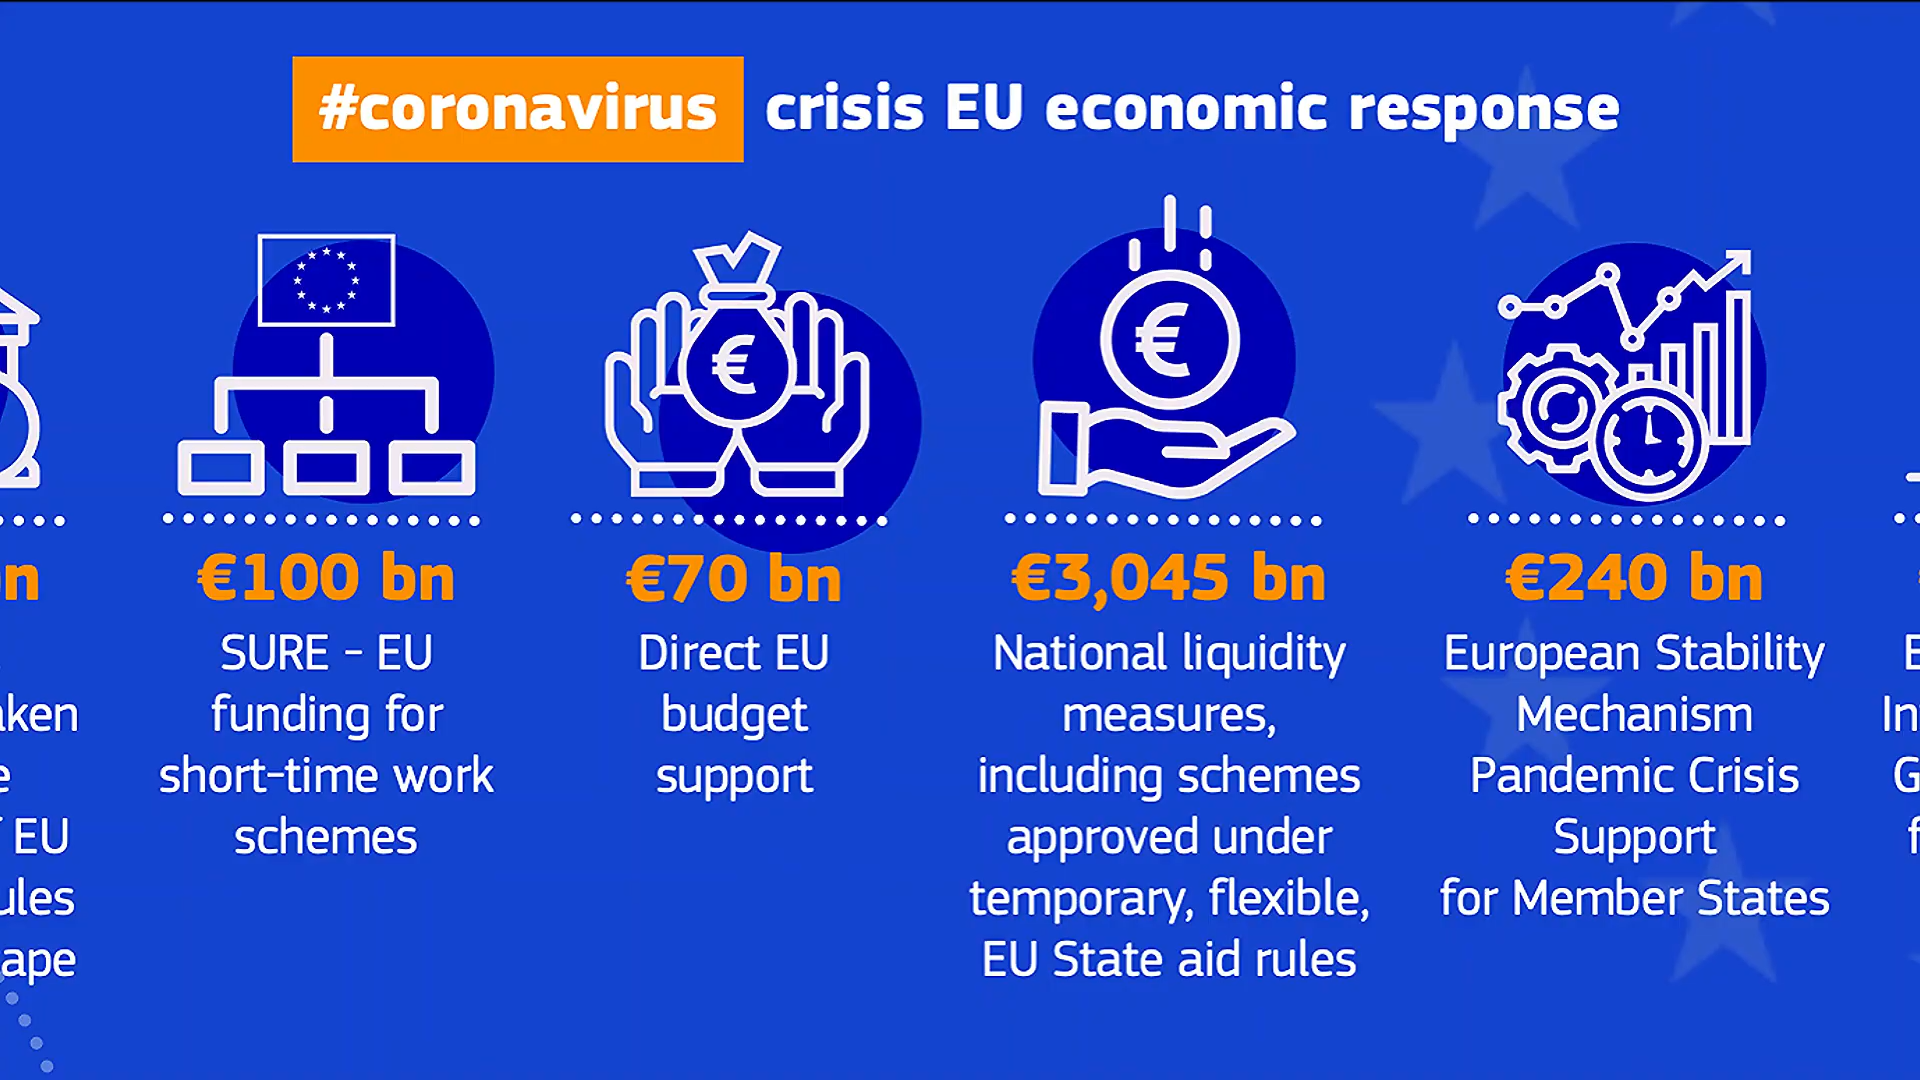 #coronavirus crisis EU economic response
€100 bn
SURE - EU
funding for
short-time work
schemes
€70 bn
Direct EU
budget
support
€3,045 bn
National liquidity
measures,
including schemes
approved under
temporary, flexible,
EU State aid rules
€240 bn
European Stability
Mechanism
Pandemic Crisis
Support
for Member States
EU